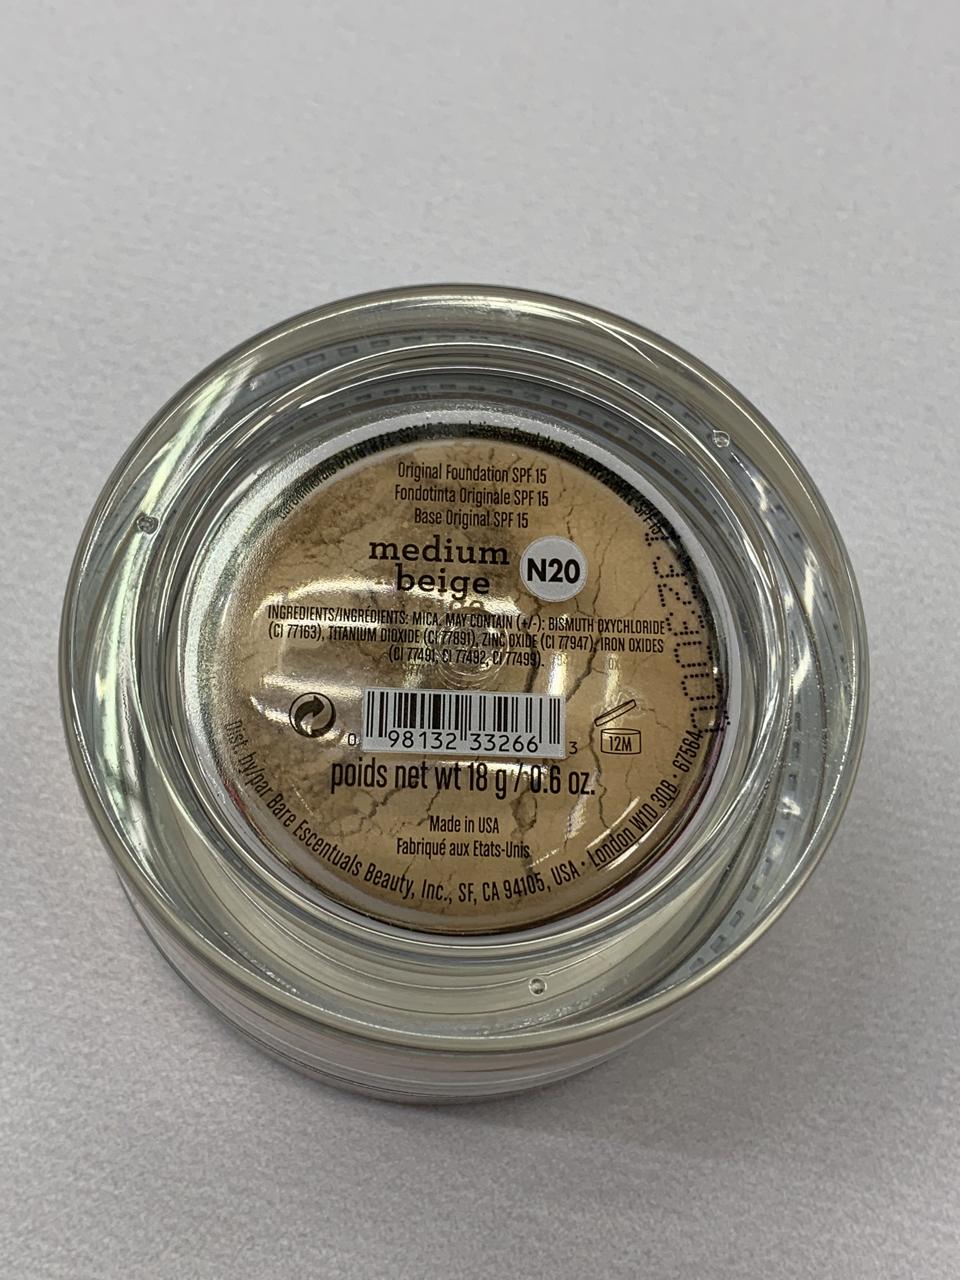 Original Foundation SPF 15
Fondotinta Originale SPF 15
Base Original SPF 15
medium
beige
N20
INGREDIENTS/INGRÉDIENTS: MICA. MAY CONTAIN (+/-): BISMUTH OXYCHLORIDE
(CI 77163), TITANIUM DIOXIDE (CI 77891), ZINC OXIDE (CI 77947), IRON OXIDES
(CI 77491, CI 77492, CI 77499).
0 98132 33266 3
12M
poids net wt 18 g / 0.6 oz.
Made in USA
Fabriqué aux Etats-Unis
Dist. by/par Bare Escentuals Beauty, Inc., SF, CA 94105, USA · London W1D 3QB · 67564